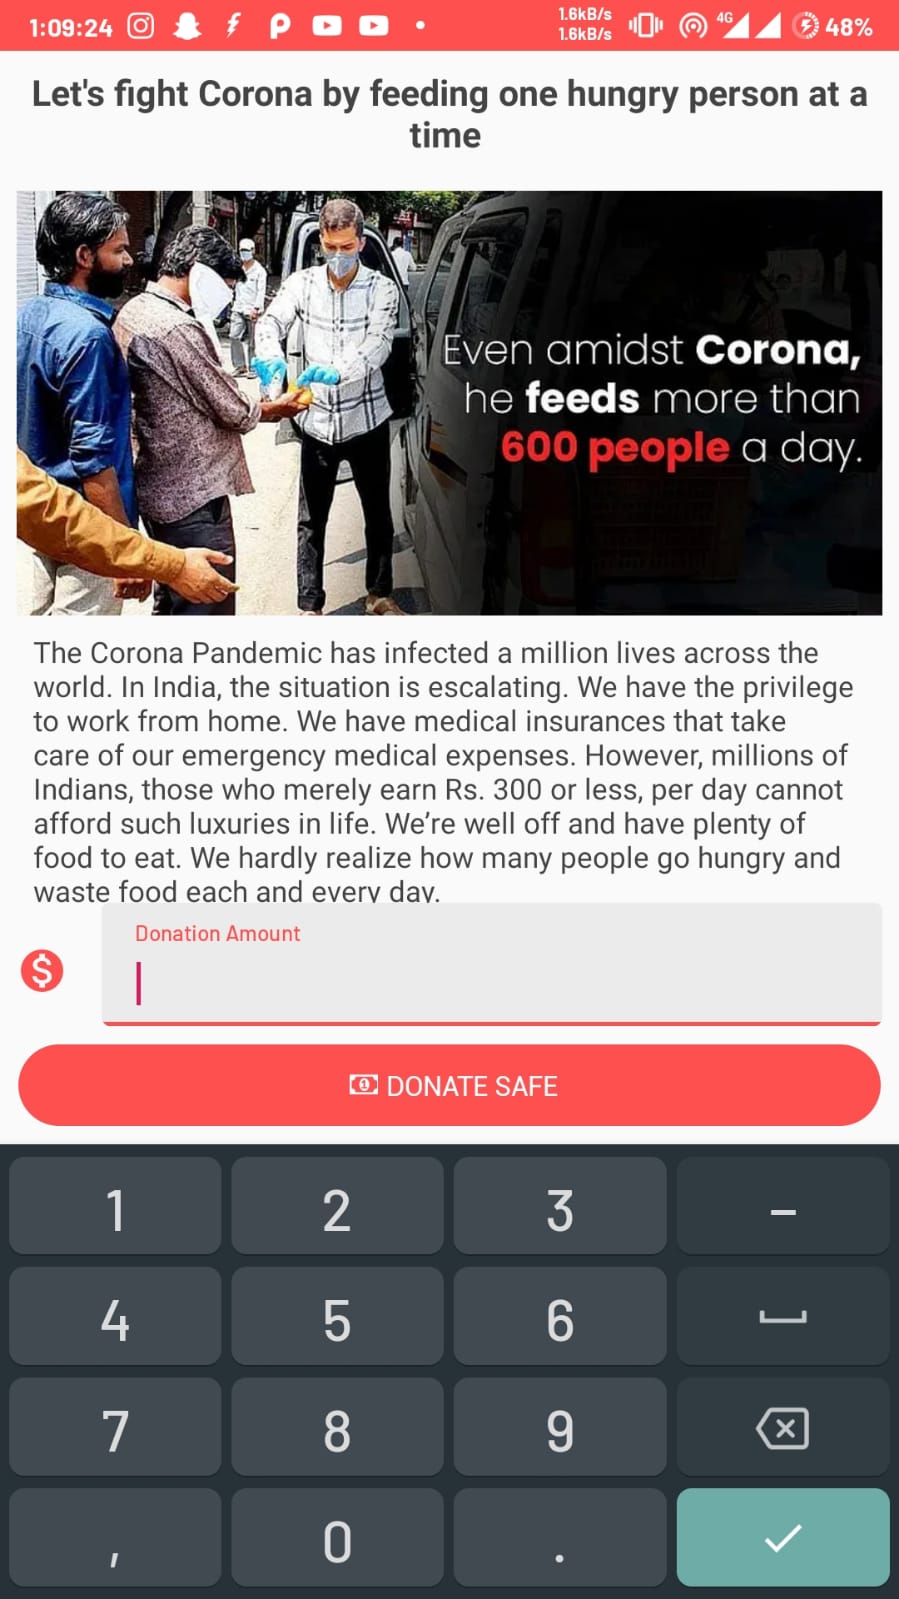 1:09:24
1.6kB/s
1.6kB/s
4G
48%
Let's fight Corona by feeding one hungry person at a
time
Even amidst Corona,
he feeds more than
600 people a day.
The Corona Pandemic has infected a million lives across the
world. In India, the situation is escalating. We have the privilege
to work from home. We have medical insurances that take
care of our emergency medical expenses. However, millions of
Indians, those who merely earn Rs. 300 or less, per day cannot
afford such luxuries in life. We’re well off and have plenty of
food to eat. We hardly realize how many people go hungry and
waste food each and every day.
Donation Amount
$
DONATE SAFE
1 2 3 –
4 5 6
7 8 9
, 0 .